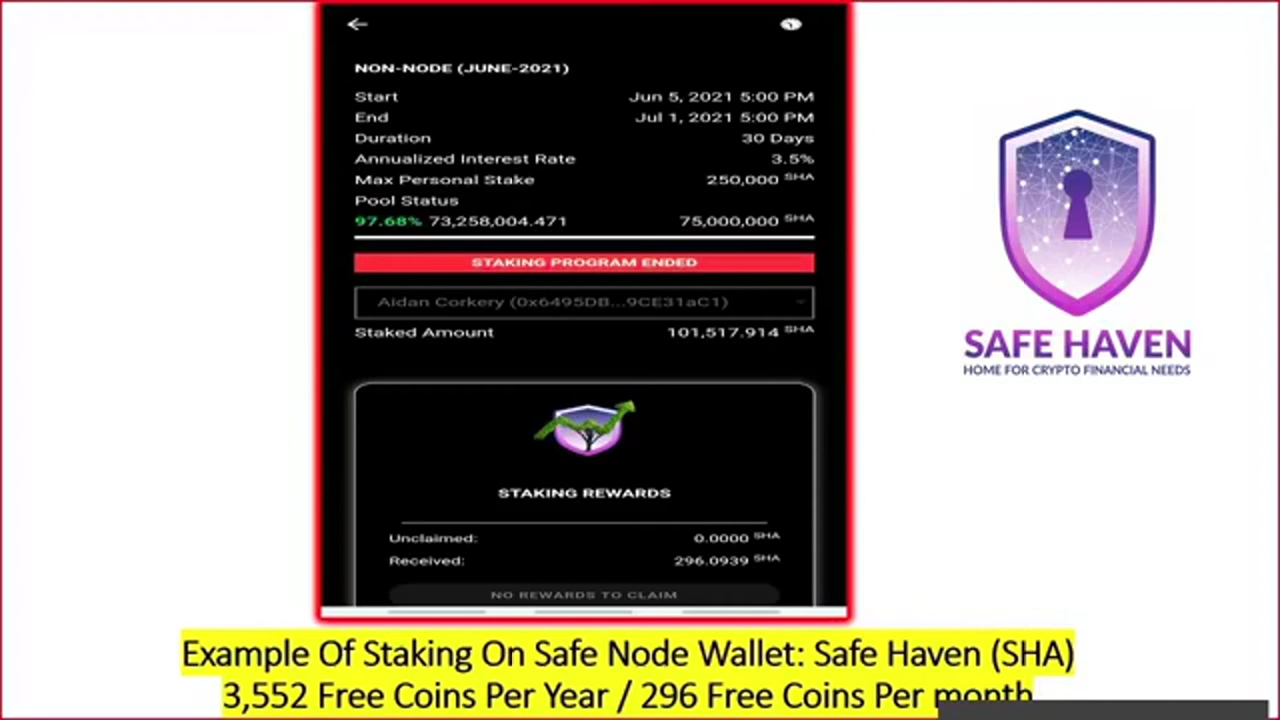 NON-NODE (JUNE-2021)
Start Jun 5, 2021 5:00 PM
End Jul 1, 2021 5:00 PM
Duration 30 Days
Annualized Interest Rate 3.5%
Max Personal Stake 250,000 SHA
Pool Status
97.68% 73,258,004.471 75,000,000 SHA
STAKING PROGRAM ENDED
Aidan Corkery (0x6495DB...9CE31aC1)
Staked Amount 101,517.914 SHA
STAKING REWARDS
Unclaimed: 0.0000 SHA
Received: 296.0939 SHA
NO REWARDS TO CLAIM
SAFE HAVEN
HOME FOR CRYPTO FINANCIAL NEEDS
Example Of Staking On Safe Node Wallet: Safe Haven (SHA)
3,552 Free Coins Per Year / 296 Free Coins Per month